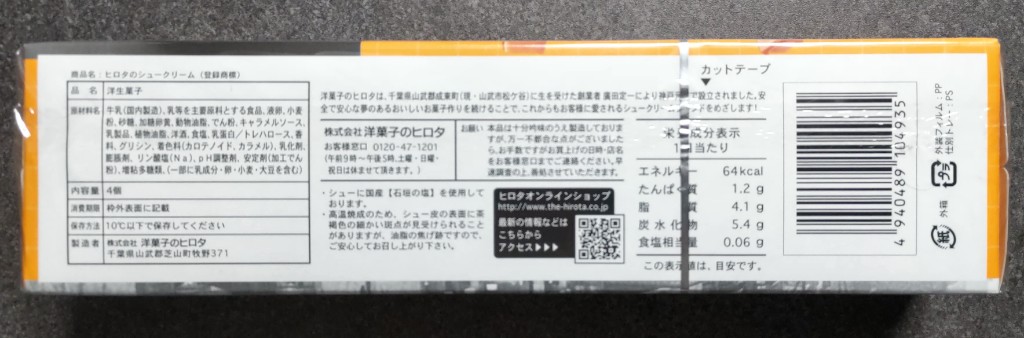 商品名：ヒロタのシュークリーム（登録商標）
品 名 洋生菓子
原材料名 牛乳(国内製造)、乳等を主要原料とする食品、液卵、小麦
粉、砂糖、加糖卵黄、動物油脂、でん粉、キャラメルソース、
乳製品、植物油脂、洋酒、食塩、乳蛋白／トレハロース、香
料、グリシン、着色料(カロテノイド、カラメル)、乳化剤、
膨脹剤、リン酸塩(Na)、pH調整剤、安定剤(加工でん
粉)、増粘多糖類、(一部に乳成分・卵・小麦・大豆を含む)
内容量 4個
消費期限 枠外表面に記載
保存方法 10℃以下で保存してください
製造者 株式会社 洋菓子のヒロタ
千葉県山武郡芝山町牧野371
洋菓子のヒロタは、千葉県山武郡成東町(現・山武市松ケ谷)に生を受けた創業者 廣田定一により神戸 で設立されました。安
全で安心な夢のあるおいしいお菓子作りを続けることで、これからもお客様に愛されるシュークリー ードをめざします!
株式会社 洋菓子のヒロタ
お客様窓口 0120-47-1201
(午前9時〜午後5時、土曜・日曜・
祝日は休ませて頂きます。)
お願い 本品は十分吟味のうえ製造しております
が、万一不都合な点がございました
ら、お手数ですがお買上げの日時・店名
をお客様窓口までご連絡ください。早
速調査の上、善処させていただきます。
・シューに国産【石垣の塩】を使用して
おります。
・高温焼成のため、シュー皮の表面に茶
褐色の細かい斑点が見受けられること
がありますが、油脂の焦げ跡ですので、
ご安心してお召し上がり下さい。
ヒロタオンラインショップ
http://www.the-hirota.co.jp
最新の情報などは
こちらから
アクセス▶▶▶
カットテープ
▼
栄 成分表示
1 当たり
エネルギー 64kcal
たんぱく質 1.2 g
脂 質 4.1 g
炭水化物 5.4 g
食塩相当量 0.06 g
この表示値は、目安です。
4 940489 104935
外装フィルム：PP
仕切トレー：PS
プラ
外箱
紙